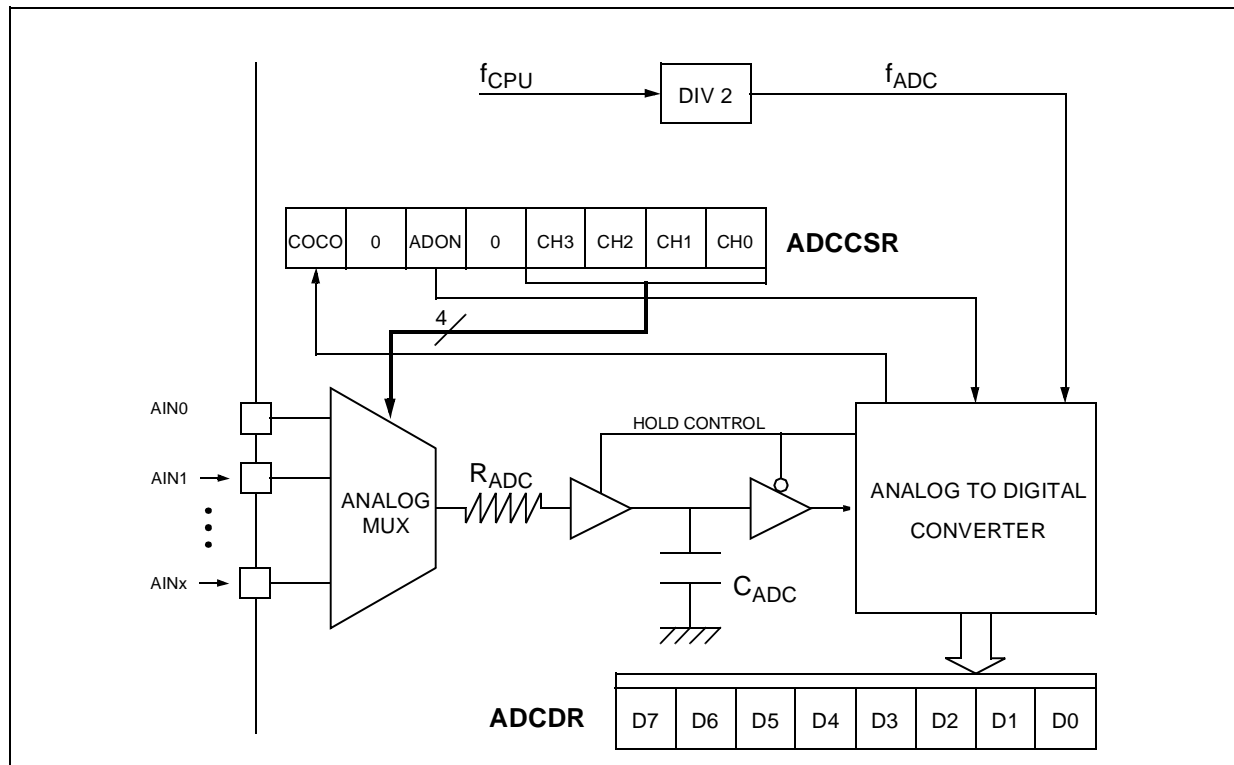 fCPU
DIV 2
fADC
COCO 0 ADON 0 CH3 CH2 CH1 CH0
ADCCSR
4
AIN0
HOLD CONTROL
AIN1
RADC
ANALOG
MUX
ANALOG TO DIGITAL
CONVERTER
AINx
CADC
ADCDR
D7 D6 D5 D4 D3 D2 D1 D0